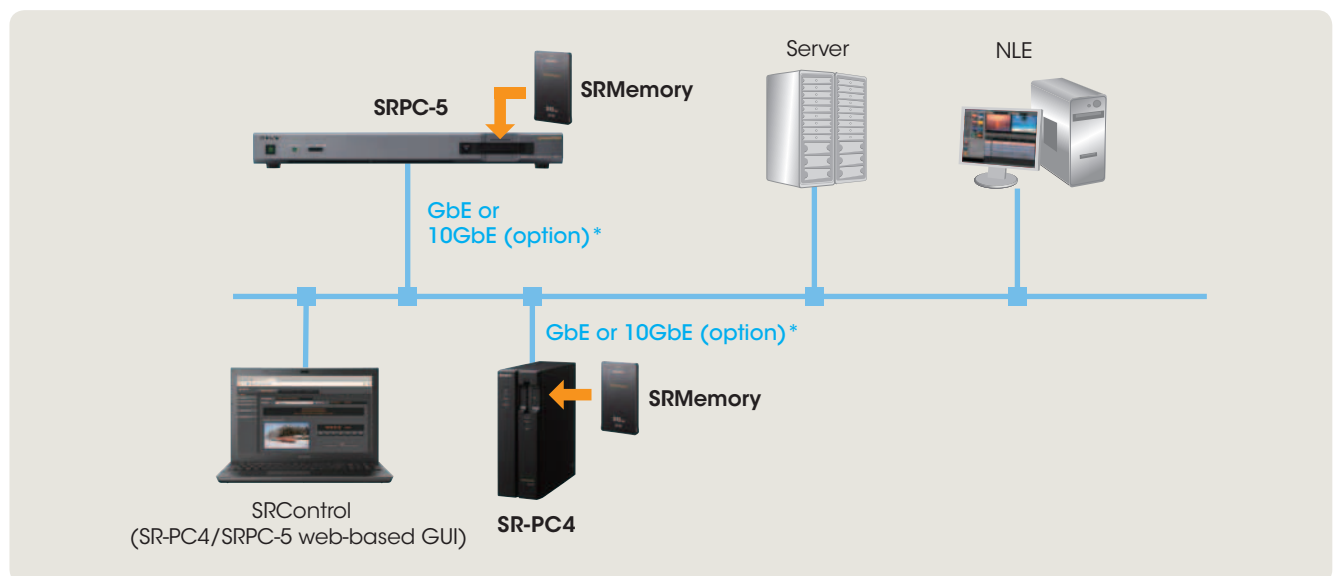 Server
NLE
SRMemory
SRPC-5
GbE or
10GbE (option)*
GbE or 10GbE (option)*
SRMemory
SRControl
(SR-PC4/SRPC-5 web-based GUI)
SR-PC4